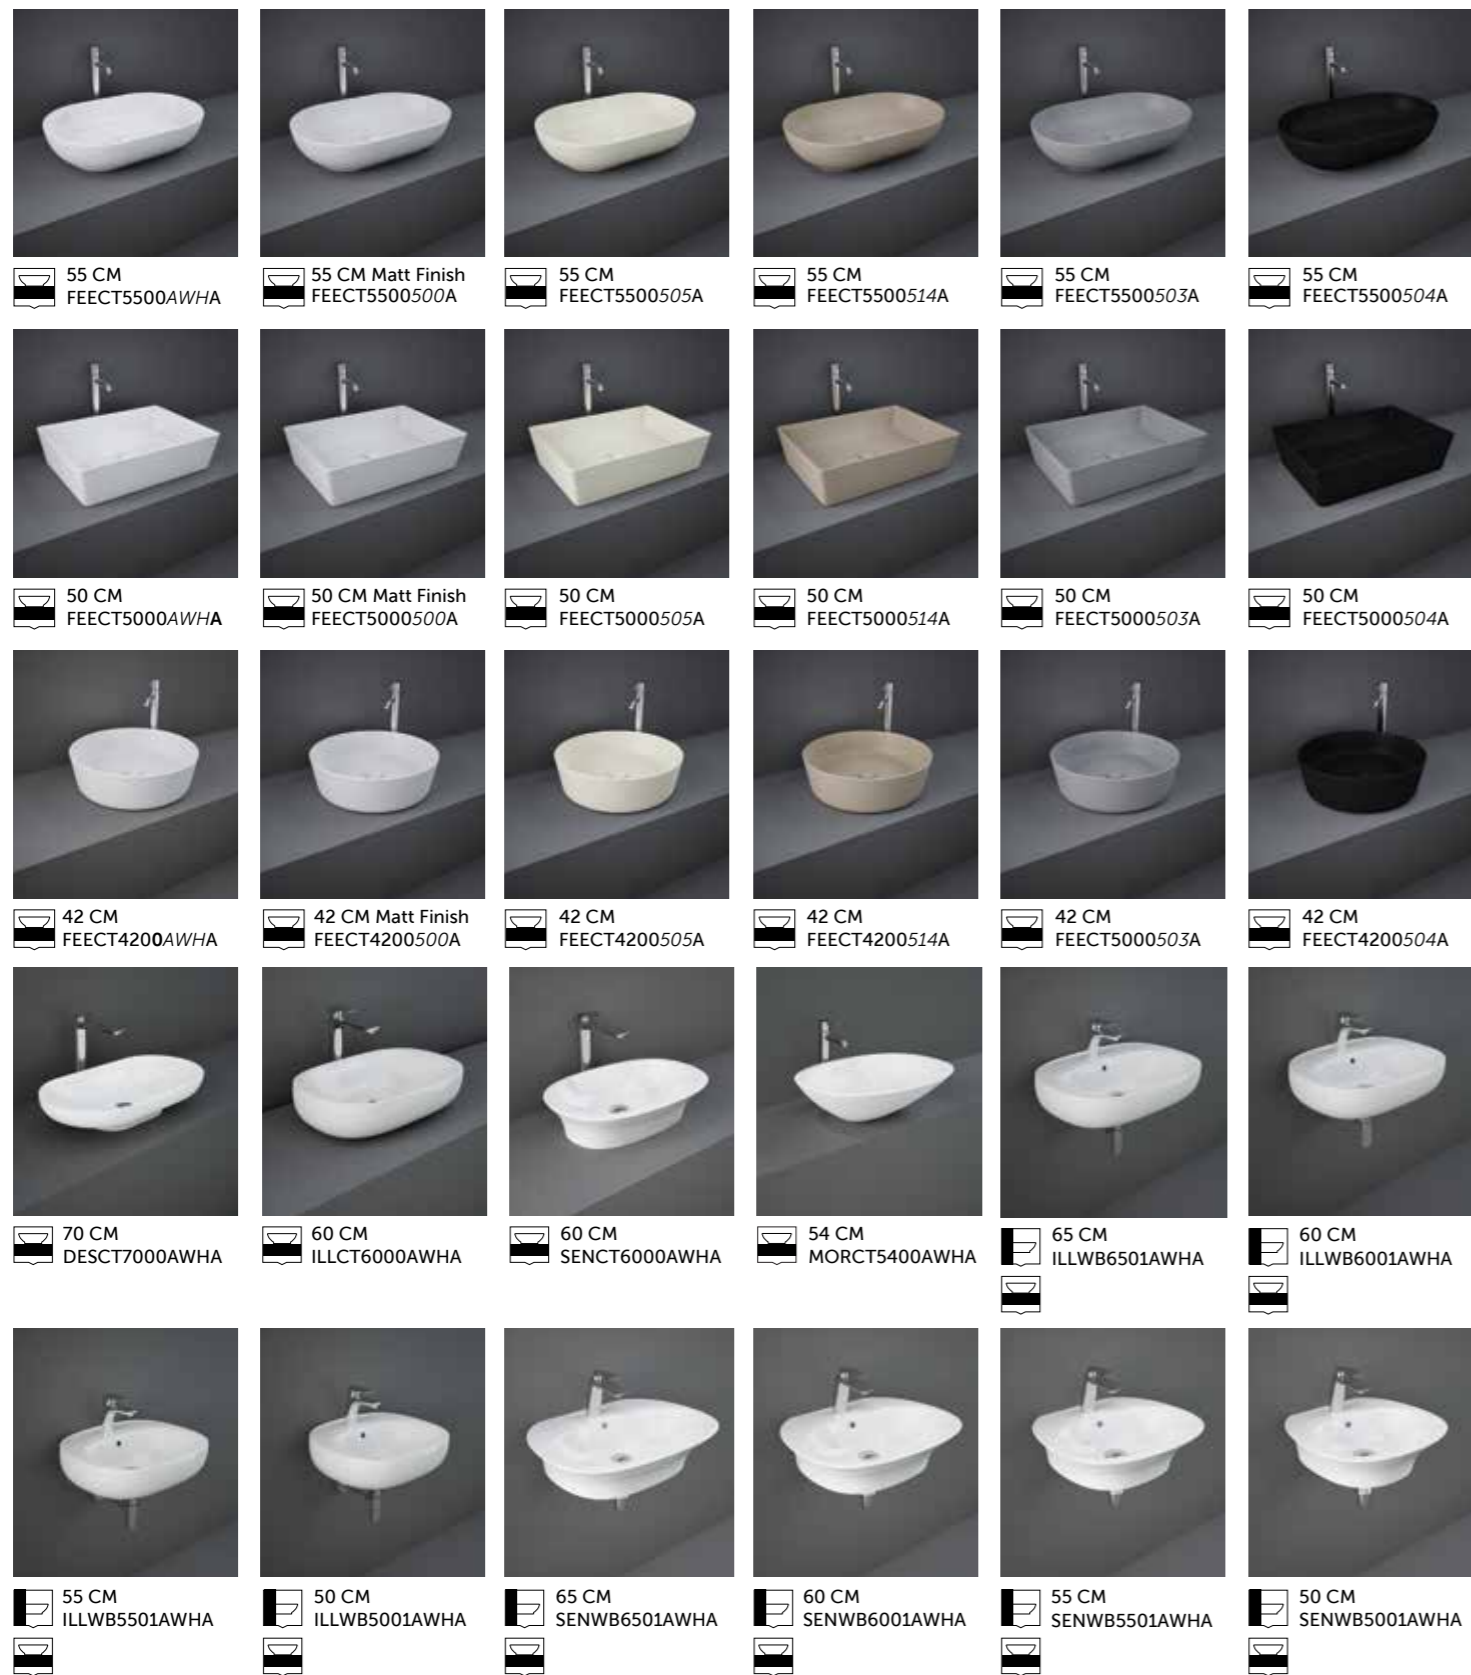 55 CM
FEECT5500AWHA
55 CM Matt Finish
FEECT5500500A
55 CM
FEECT5500505A
55 CM
FEECT5500514A
55 CM
FEECT5500503A
55 CM
FEECT5500504A
50 CM
FEECT5000AWHA
50 CM Matt Finish
FEECT5000500A
50 CM
FEECT5000505A
50 CM
FEECT5000514A
50 CM
FEECT5000503A
50 CM
FEECT5000504A
42 CM
FEECT4200AWHA
42 CM Matt Finish
FEECT4200500A
42 CM
FEECT4200505A
42 CM
FEECT4200514A
42 CM
FEECT5000503A
42 CM
FEECT4200504A
70 CM
DESCT7000AWHA
60 CM
ILLCT6000AWHA
60 CM
SENCT6000AWHA
54 CM
MORCT5400AWHA
65 CM
ILLWB6501AWHA
60 CM
ILLWB6001AWHA
55 CM
ILLWB5501AWHA
50 CM
ILLWB5001AWHA
65 CM
SENWB6501AWHA
60 CM
SENWB6001AWHA
55 CM
SENWB5501AWHA
50 CM
SENWB5001AWHA